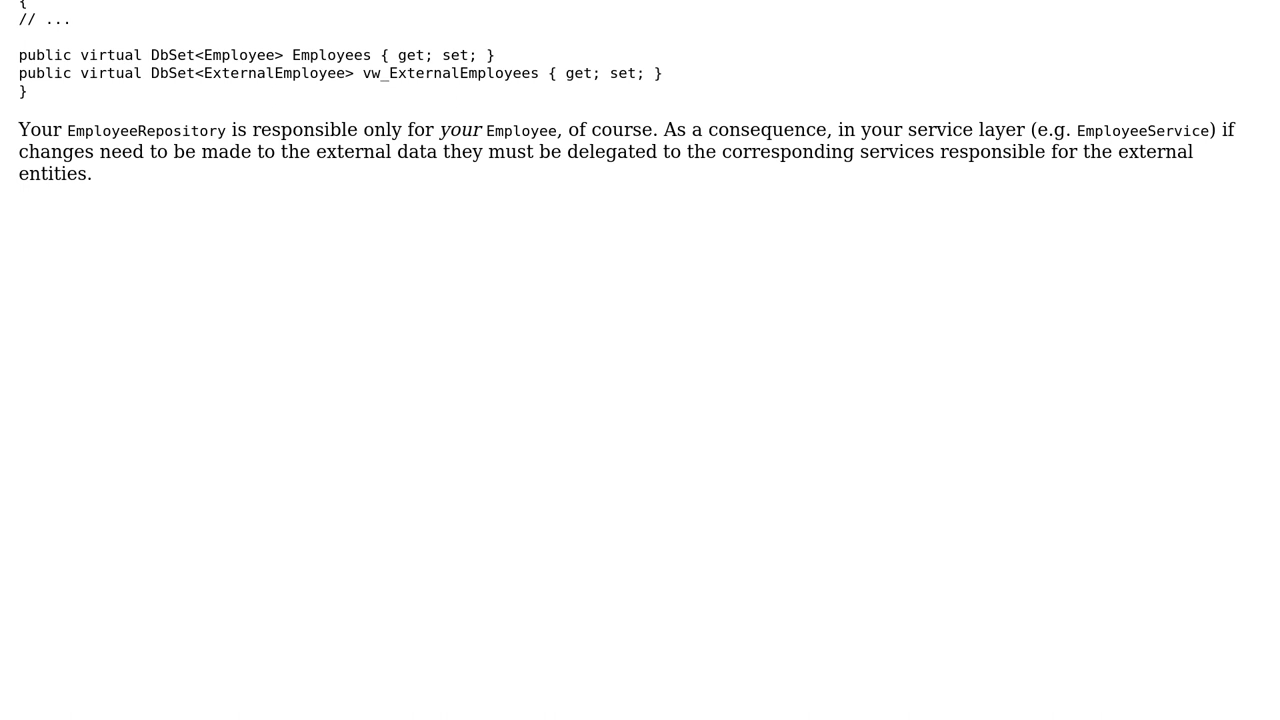 {
// ...
public virtual DbSet<Employee> Employees { get; set; }
public virtual DbSet<ExternalEmployee> vw_ExternalEmployees { get; set; }
}
Your EmployeeRepository is responsible only for your Employee, of course. As a consequence, in your service layer (e.g. EmployeeService) if
changes need to be made to the external data they must be delegated to the corresponding services responsible for the external
entities.